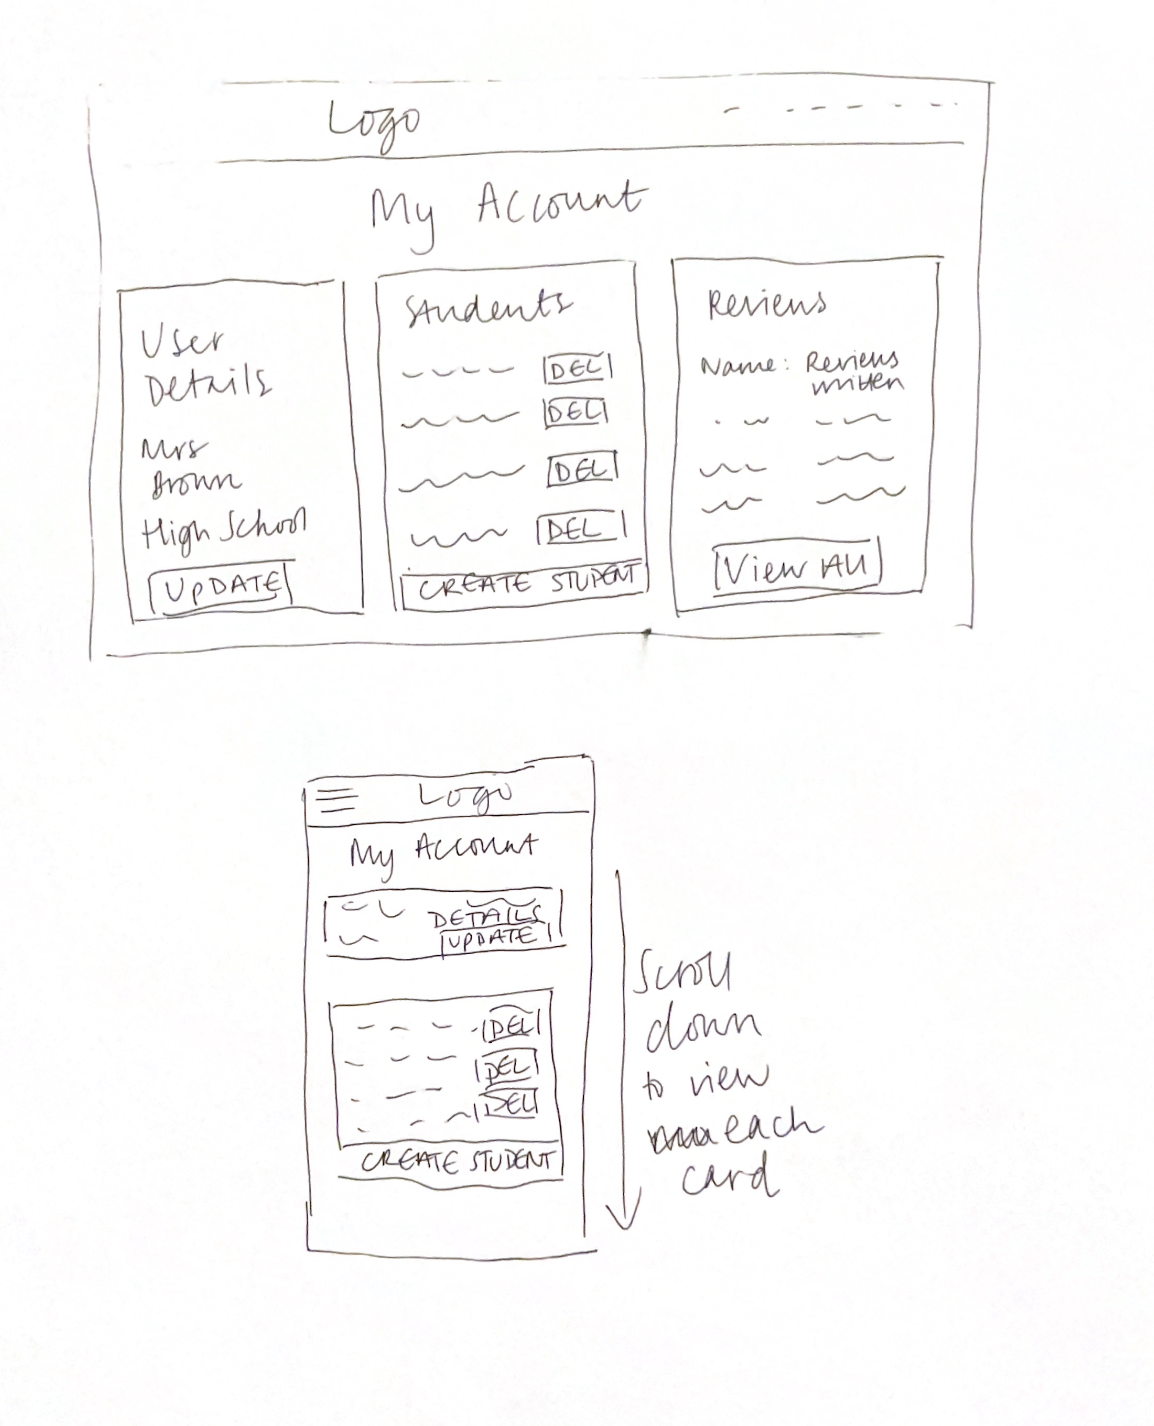 Logo
My Account
User
Details
Mrs
Brown
High School
UPDATE
Students
DEL
DEL
DEL
DEL
CREATE STUDENT
Reviews
Name: Reviews
written
View All
Logo
My Account
DETAILS
UPDATE
DEL
DEL
DEL
CREATE STUDENT
Scroll
down
to view
each
card